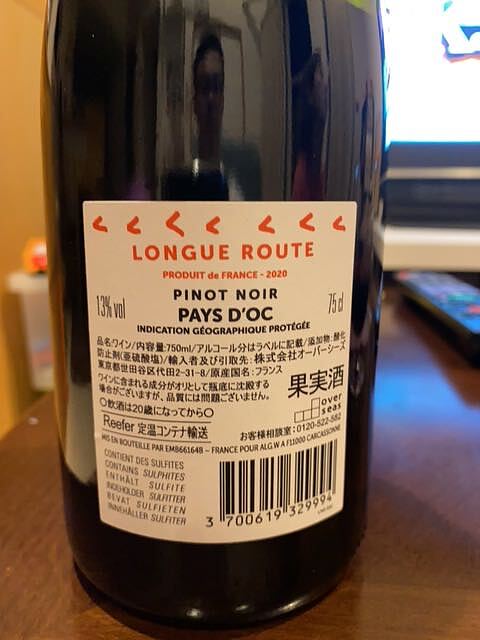 LONGUE ROUTE
PRODUIT de FRANCE - 2020
PINOT NOIR
13% vol
PAYS D'OC
75 cl
INDICATION GÉOGRAPHIQUE PROTÉGÉE
品名:ワイン/内容量:750ml/アルコール分はラベルに記載/添加物:酸化
防止剤(亜硫酸塩)/輸入者及び引取先:株式会社オーバーシーズ
東京都世田谷区代田2-31-8/原産国名:フランス
ワインに含まれる成分がオリとして瓶底に沈殿する
場合がございますが、品質には問題ございません。
果実酒
〇飲酒は20歳になってから〇
over
seas
Reefer 定温コンテナ輸送
お客様相談室:0120-522-582
MIS EN BOUTEILLE PAR EMB61648 – FRANCE POUR ALG.W A F11000 CARCASSONNE
CONTIENT DES SULFITES
CONTAINS SULPHITES
ENTHÄLT SULFITE
INDEHOLDER SULFITTER
BEVAT SULFIETEN
INNEHÅLLER SULFITER
3 700619 329994